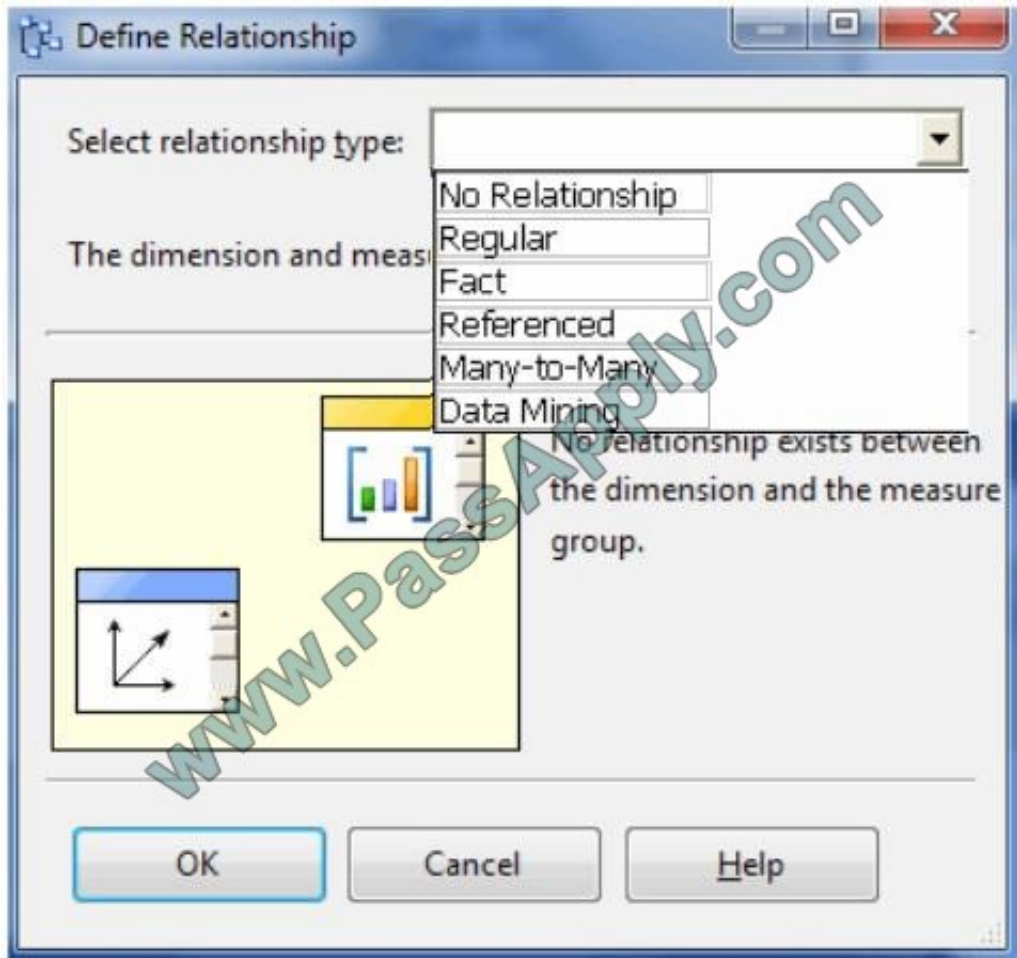 Define Relationship
Select relationship type:
No Relationship
Regular
The dimension and meas
Fact
Referenced
Many-to-Many
Data Mining
No relationship exists between
the dimension and the measure
group.
www.PassApply.com
OK
Cancel
Help